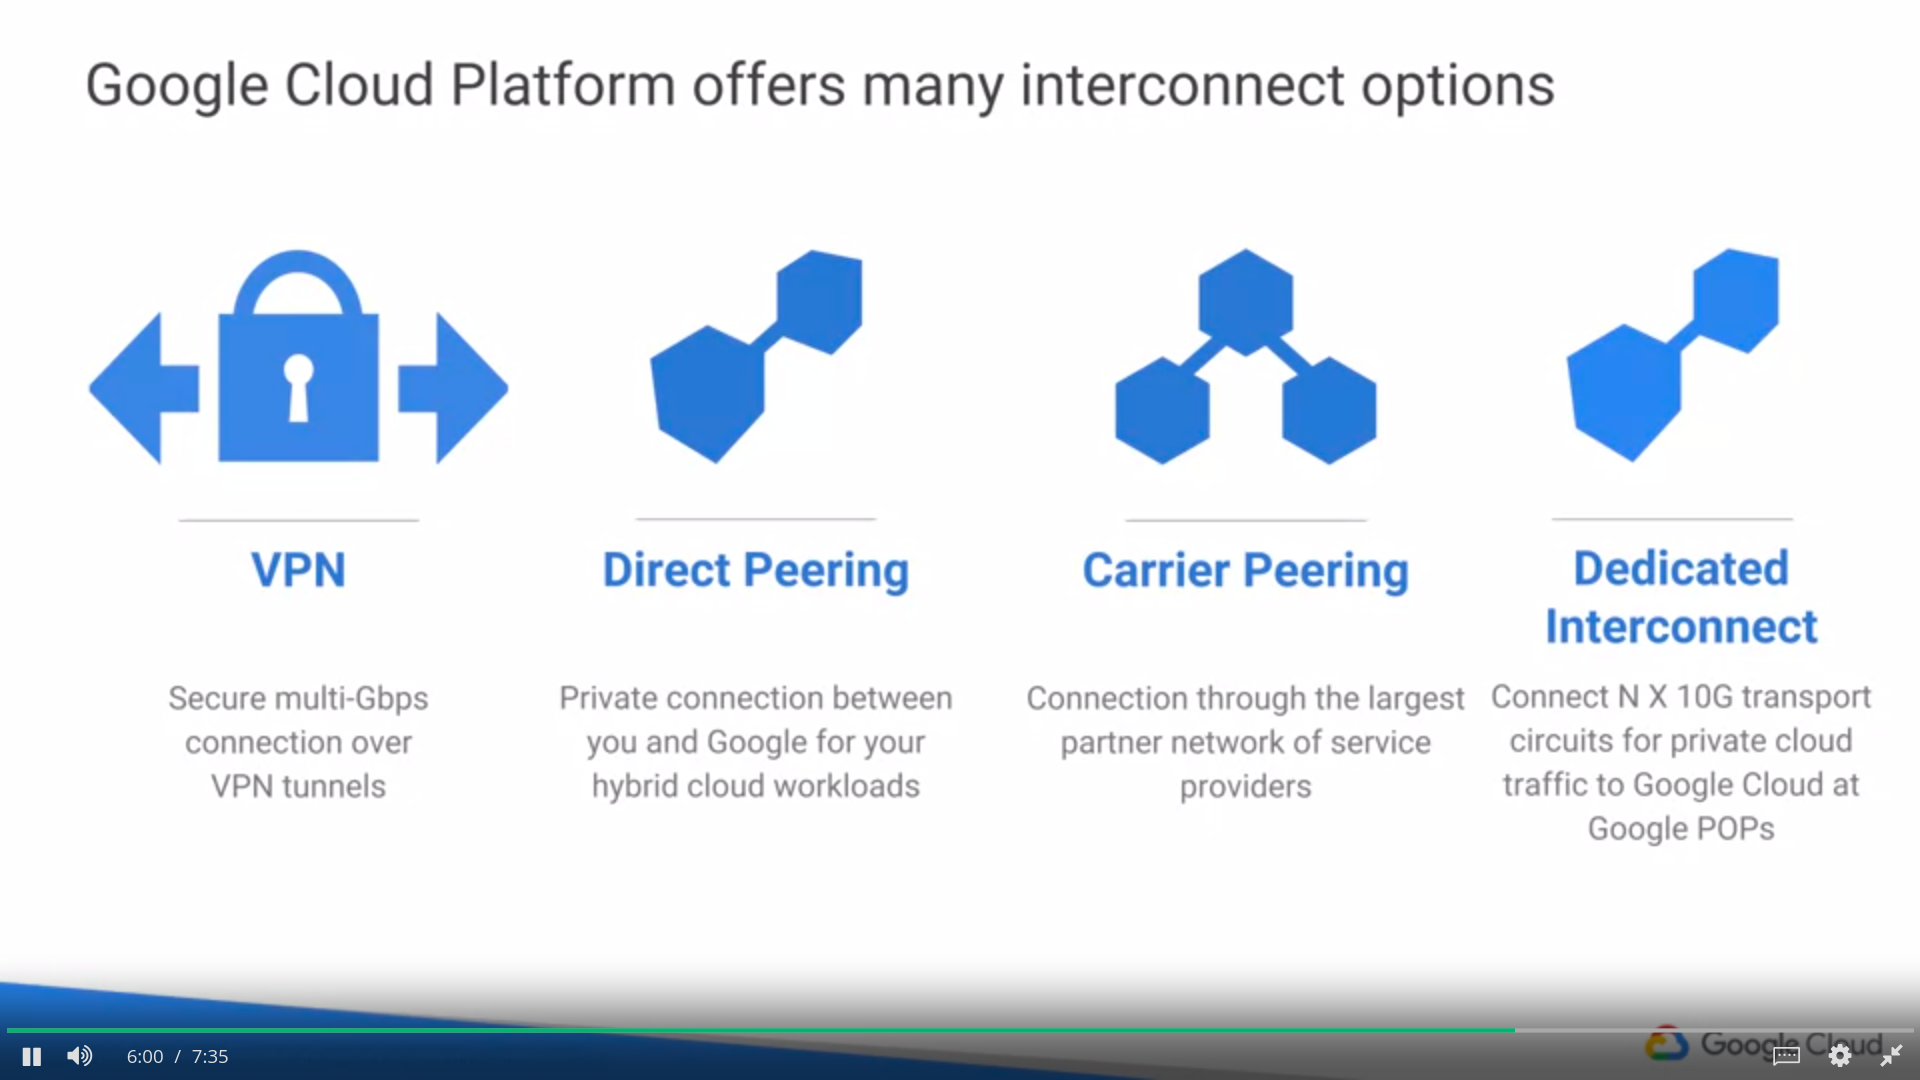 Google Cloud Platform offers many interconnect options
VPN
Secure multi-Gbps
connection over
VPN tunnels
Direct Peering
Private connection between
you and Google for your
hybrid cloud workloads
Carrier Peering
Connection through the largest
partner network of service
providers
Dedicated
Interconnect
Connect N X 10G transport
circuits for private cloud
traffic to Google Cloud at
Google POPs
6:00 / 7:35
Google Cloud